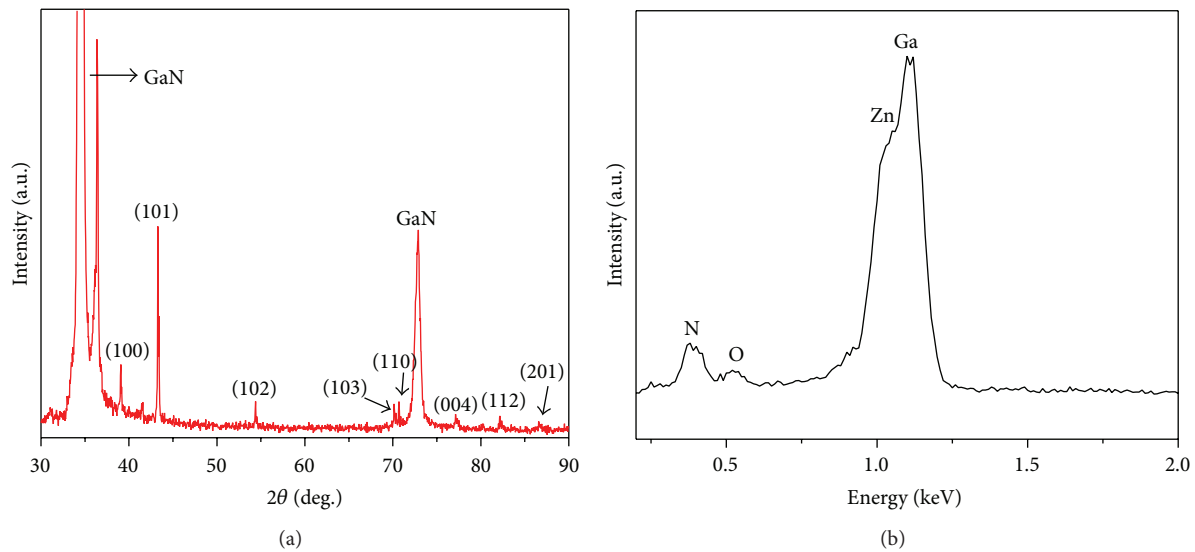 GaN
(101)
GaN
(100)
(110)
(201)
(103)
(102)
(004)
(112)
Intensity (a.u.)
30 40 50 60 70 80 90
2θ (deg.)
(a)
Ga
Zn
N
O
Intensity (a.u.)
0.5 1.0 1.5 2.0
Energy (keV)
(b)